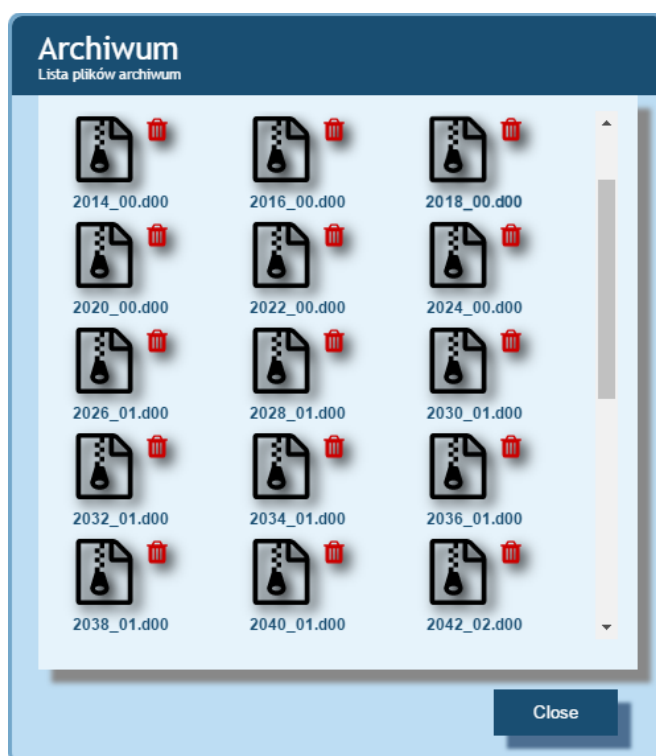 Archiwum
Lista plików archiwum
2014_00.d00 2016_00.d00 2018_00.d00
2020_00.d00 2022_00.d00 2024_00.d00
2026_01.d00 2028_01.d00 2030_01.d00
2032_01.d00 2034_01.d00 2036_01.d00
2038_01.d00 2040_01.d00 2042_02.d00
Close